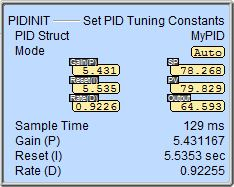 PIDINIT Set PID Tuning Constants
PID Struct MyPID
Mode Auto
Gain(P) SP
5.431 78.268
Reset(I) PV
5.535 79.829
Rate(D) Output
0.9226 64.593
Sample Time 129 ms
Gain (P) 5.431167
Reset (I) 5.5353 sec
Rate (D) 0.92255